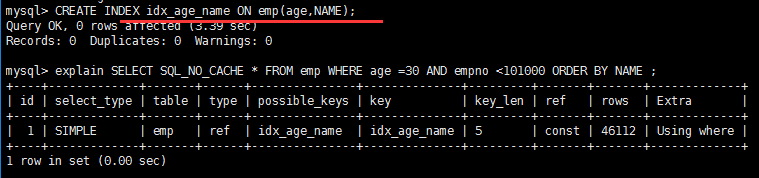 mysql> CREATE INDEX idx_age_name ON emp(age,NAME);
Query OK, 0 rows affected (3.39 sec)
Records: 0  Duplicates: 0  Warnings: 0
mysql> explain SELECT SQL_NO_CACHE * FROM emp WHERE age =30 AND empno <101000 ORDER BY NAME ;
+----+-------------+-------+------+---------------+--------------+---------+-------+-------+-------------+
| id | select_type | table | type | possible_keys | key          | key_len | ref   | rows  | Extra       |
+----+-------------+-------+------+---------------+--------------+---------+-------+-------+-------------+
|  1 | SIMPLE      | emp   | ref  | idx_age_name  | idx_age_name | 5       | const | 46112 | Using where |
+----+-------------+-------+------+---------------+--------------+---------+-------+-------+-------------+
1 row in set (0.00 sec)